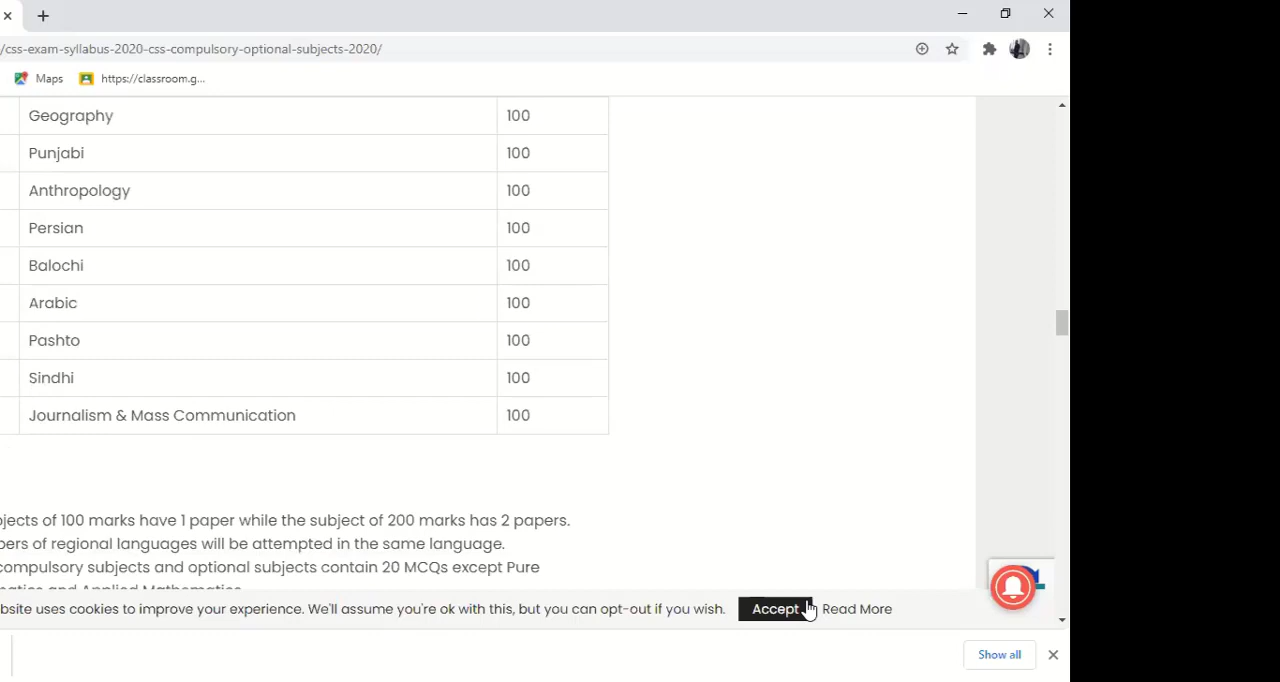 /css-exam-syllabus-2020-css-compulsory-optional-subjects-2020/
Maps https://classroom.g...
Geography 100
Punjabi 100
Anthropology 100
Persian 100
Balochi 100
Arabic 100
Pashto 100
Sindhi 100
Journalism & Mass Communication 100
jects of 100 marks have 1 paper while the subject of 200 marks has 2 papers.
ers of regional languages will be attempted in the same language.
compulsory subjects and optional subjects contain 20 MCQs except Pure
and Applied Mathematics
bsite uses cookies to improve your experience. We'll assume you're ok with this, but you can opt-out if you wish. Accept Read More
Show all